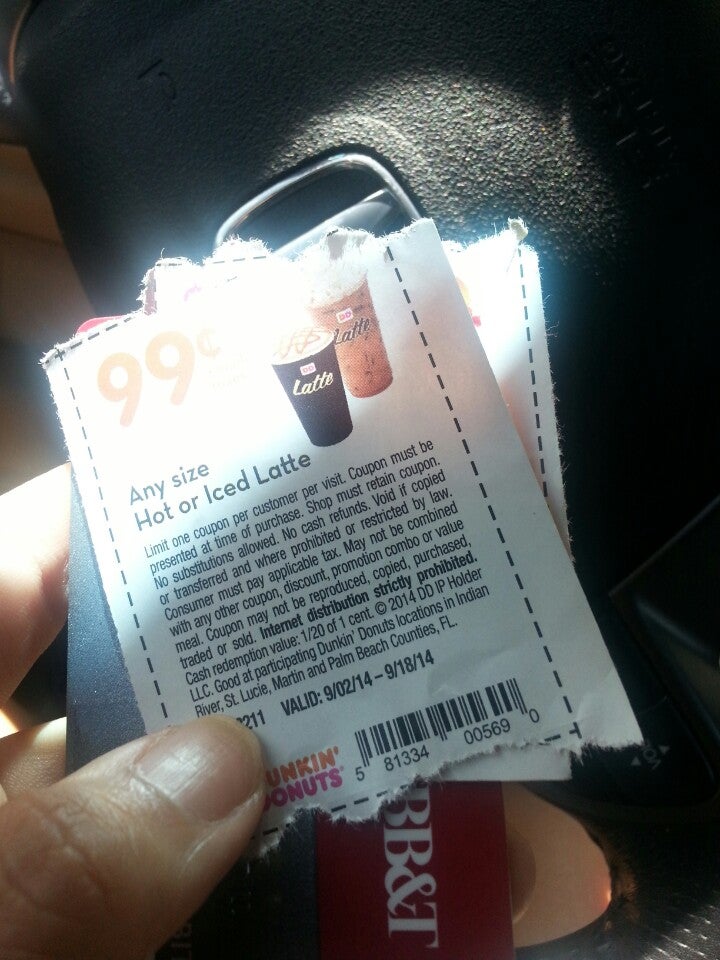 99¢
Latte
Latte
Any size
Hot or Iced Latte
Limit one coupon per customer per visit. Coupon must be
presented at time of purchase. Shop must retain coupon.
No substitutions allowed. No cash refunds. Void if copied
or transferred and where prohibited or restricted by law.
Consumer must pay applicable tax. May not be combined
with any other coupon, discount, promotion combo or value
meal. Coupon may not be reproduced, copied, purchased,
traded or sold. Internet distribution strictly prohibited.
Cash redemption value: 1/20 of 1 cent. © 2014 DD IP Holder
LLC. Good at participating Dunkin' Donuts locations in Indian
River, St. Lucie, Martin and Palm Beach Counties, FL.
211 VALID: 9/02/14 – 9/18/14
DUNKIN'
DONUTS
5 81334 00569 0
BB&T